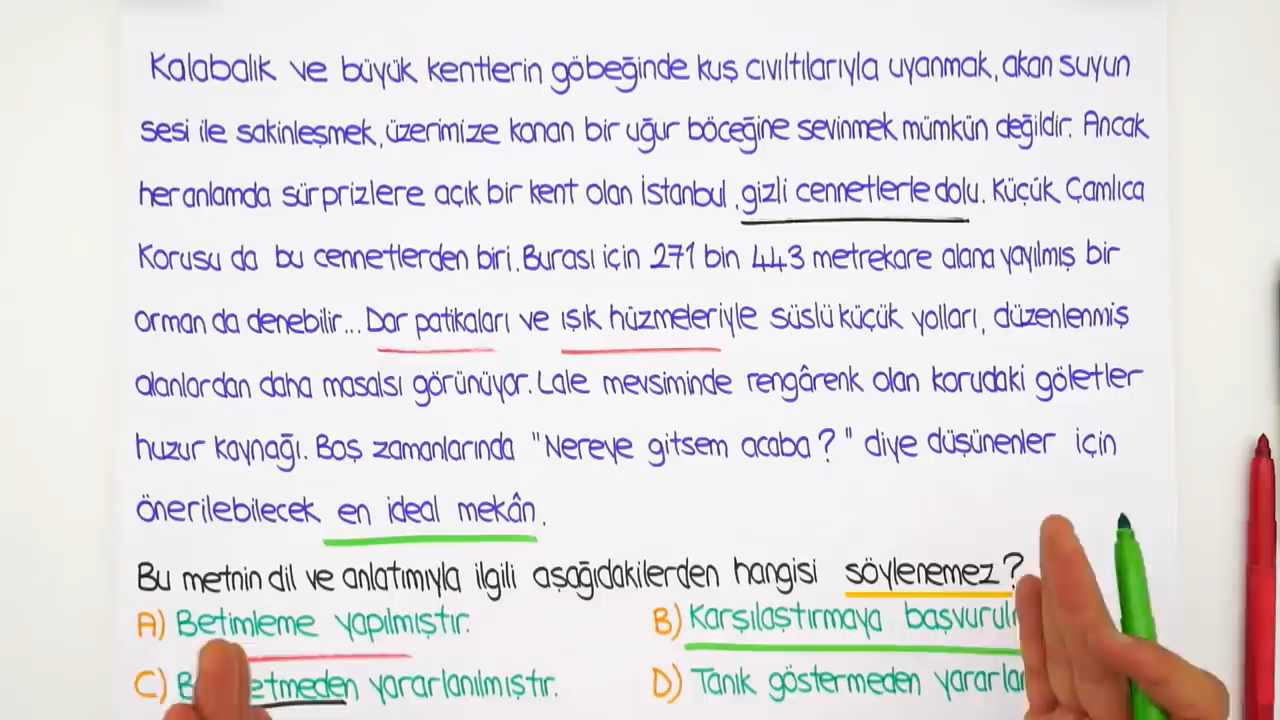 Kalabalık ve büyük kentlerin göbeğinde kuş cıvıltılarıyla uyanmak, akan suyun
sesi ile sakinleşmek, üzerimize konan bir uğur böceğine sevinmek mümkün değildir. Ancak
her anlamda sürprizlere açık bir kent olan İstanbul, gizli cennetlerle dolu. Küçük Çamlıca
Korusu da bu cennetlerden biri. Burası için 271 bin 443 metrekare alana yayılmış bir
orman da denebilir... Dar patikaları ve ışık hüzmeleriyle süslü küçük yolları, düzenlenmiş
alanlardan daha masalsı görünüyor. Lale mevsiminde rengârenk olan korudaki göletler
huzur kaynağı. Boş zamanlarında "Nereye gitsem acaba?" diye düşünenler için
önerilebilecek en ideal mekân.
Bu metnin dil ve anlatımıyla ilgili aşağıdakilerden hangisi söylenemez?
A) Betimleme yapılmıştır. B) Karşılaştırmaya
C) yararlanılmıştır. D) Tanık göstermeden